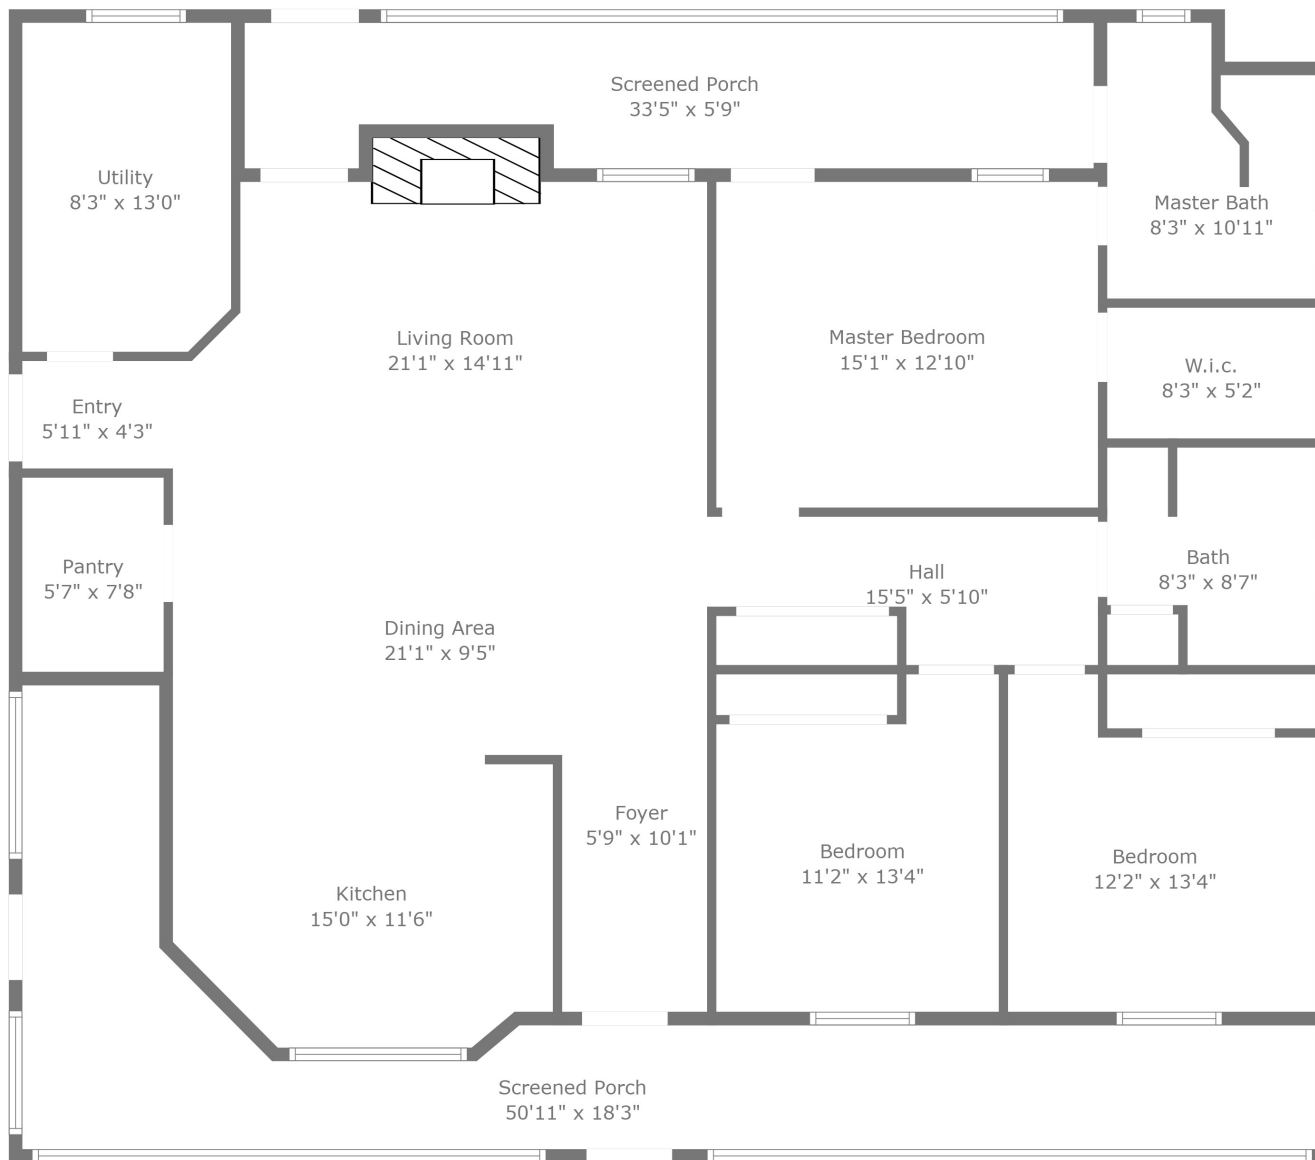 Screened Porch
33'5" x 5'9"
Utility
8'3" x 13'0"
Master Bath
8'3" x 10'11"
Living Room
21'1" x 14'11"
Master Bedroom
15'1" x 12'10"
W.i.c.
8'3" x 5'2"
Entry
5'11" x 4'3"
Pantry
5'7" x 7'8"
Hall
15'5" x 5'10"
Bath
8'3" x 8'7"
Dining Area
21'1" x 9'5"
Foyer
5'9" x 10'1"
Bedroom
11'2" x 13'4"
Bedroom
12'2" x 13'4"
Kitchen
15'0" x 11'6"
Screened Porch
50'11" x 18'3"